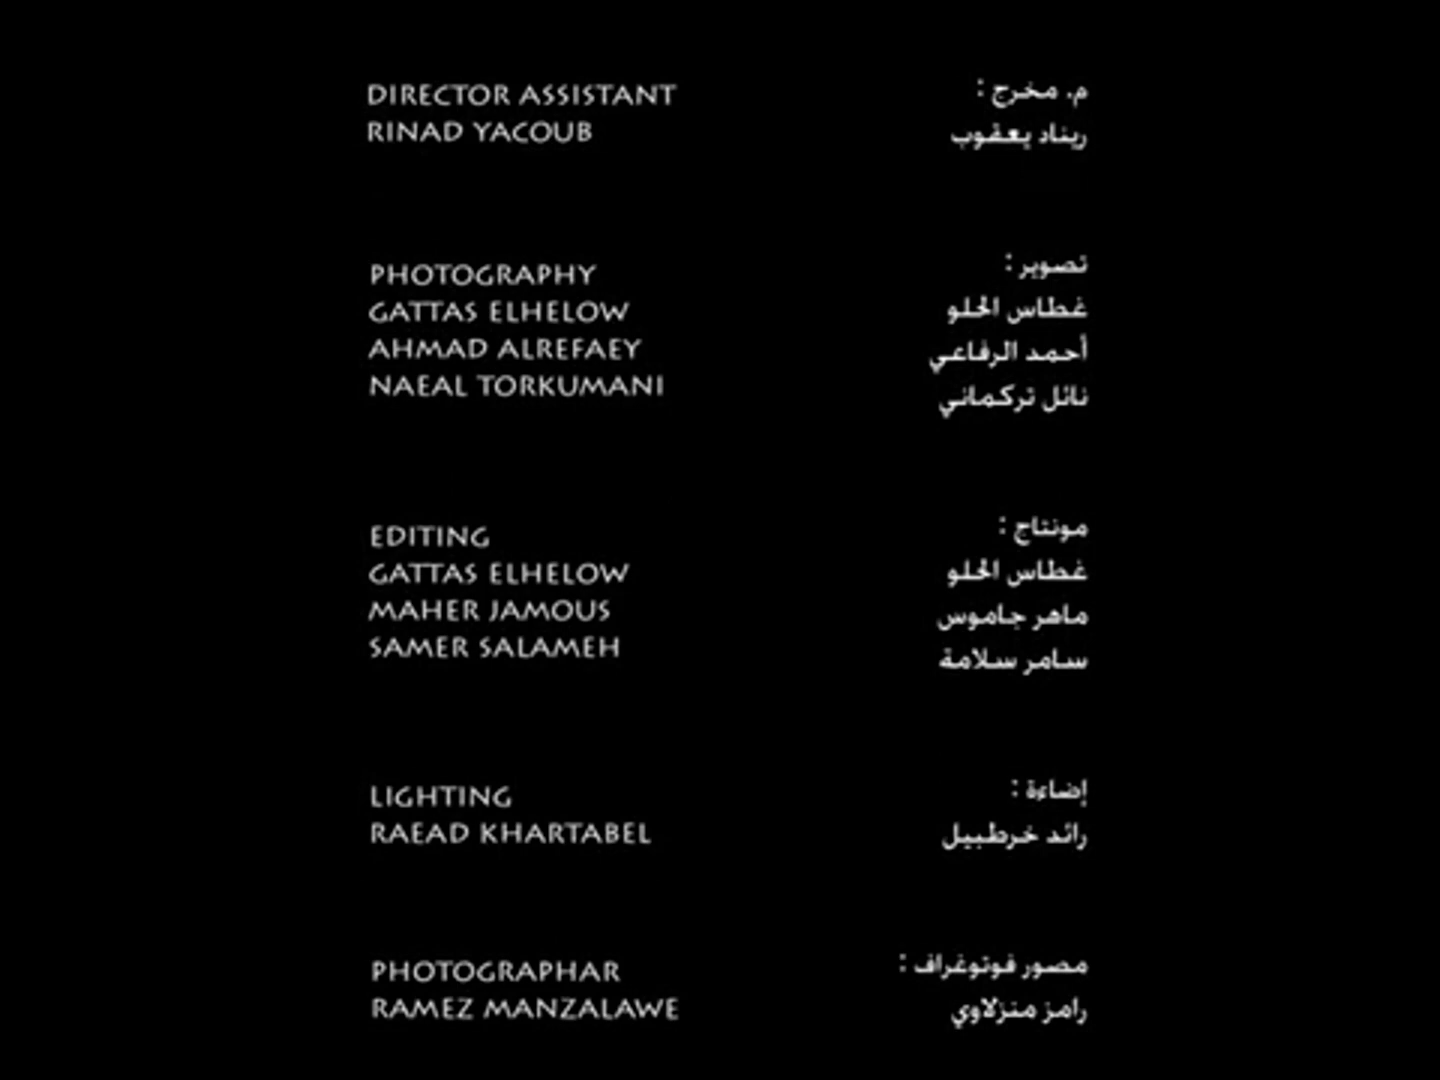 DIRECTOR ASSISTANT
RINAD YACOUB
م. مخرج :
ريناد يعقوب
PHOTOGRAPHY
GATTAS ELHELOW
AHMAD ALREFAEY
NAEAL TORKUMANI
تصوير :
غطاس الحلو
أحمد الرفاعي
نائل تركماني
EDITING
GATTAS ELHELOW
MAHER JAMOUS
SAMER SALAMEH
مونتاج :
غطاس الحلو
ماهر جاموس
سامر سلامة
LIGHTING
RAEAD KHARTABEL
إضاءة :
رائد خرطبيل
PHOTOGRAPHAR
RAMEZ MANZALAWE
مصور فوتوغراف :
رامز منزلاوي